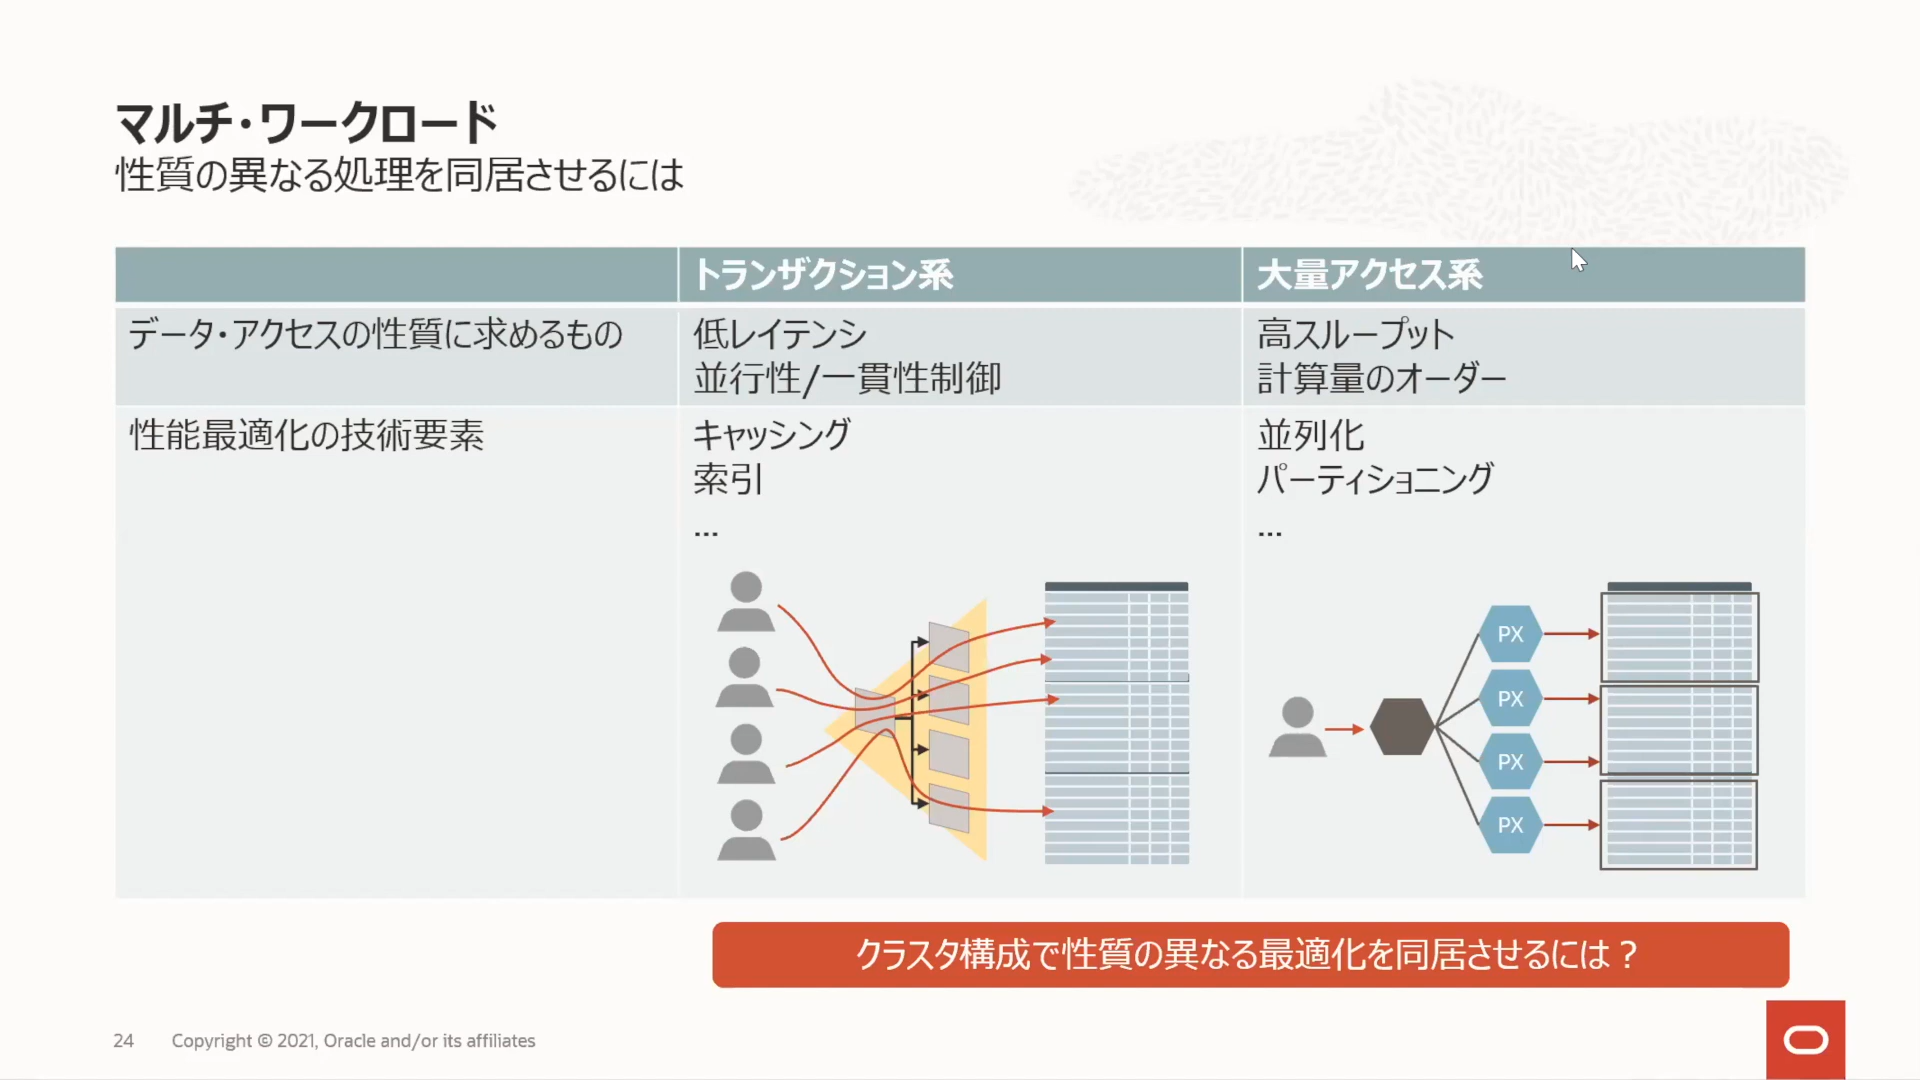 マルチ・ワークロード
性質の異なる処理を同居させるには
トランザクション系
大量アクセス系
データ・アクセスの性質に求めるもの
低レイテンシ
並行性/一貫性制御
高スループット
計算量のオーダー
性能最適化の技術要素
キャッシング
索引
...
並列化
パーティショニング
...
PX
PX
PX
PX
クラスタ構成で性質の異なる最適化を同居させるには？
24
Copyright © 2021, Oracle and/or its affiliates